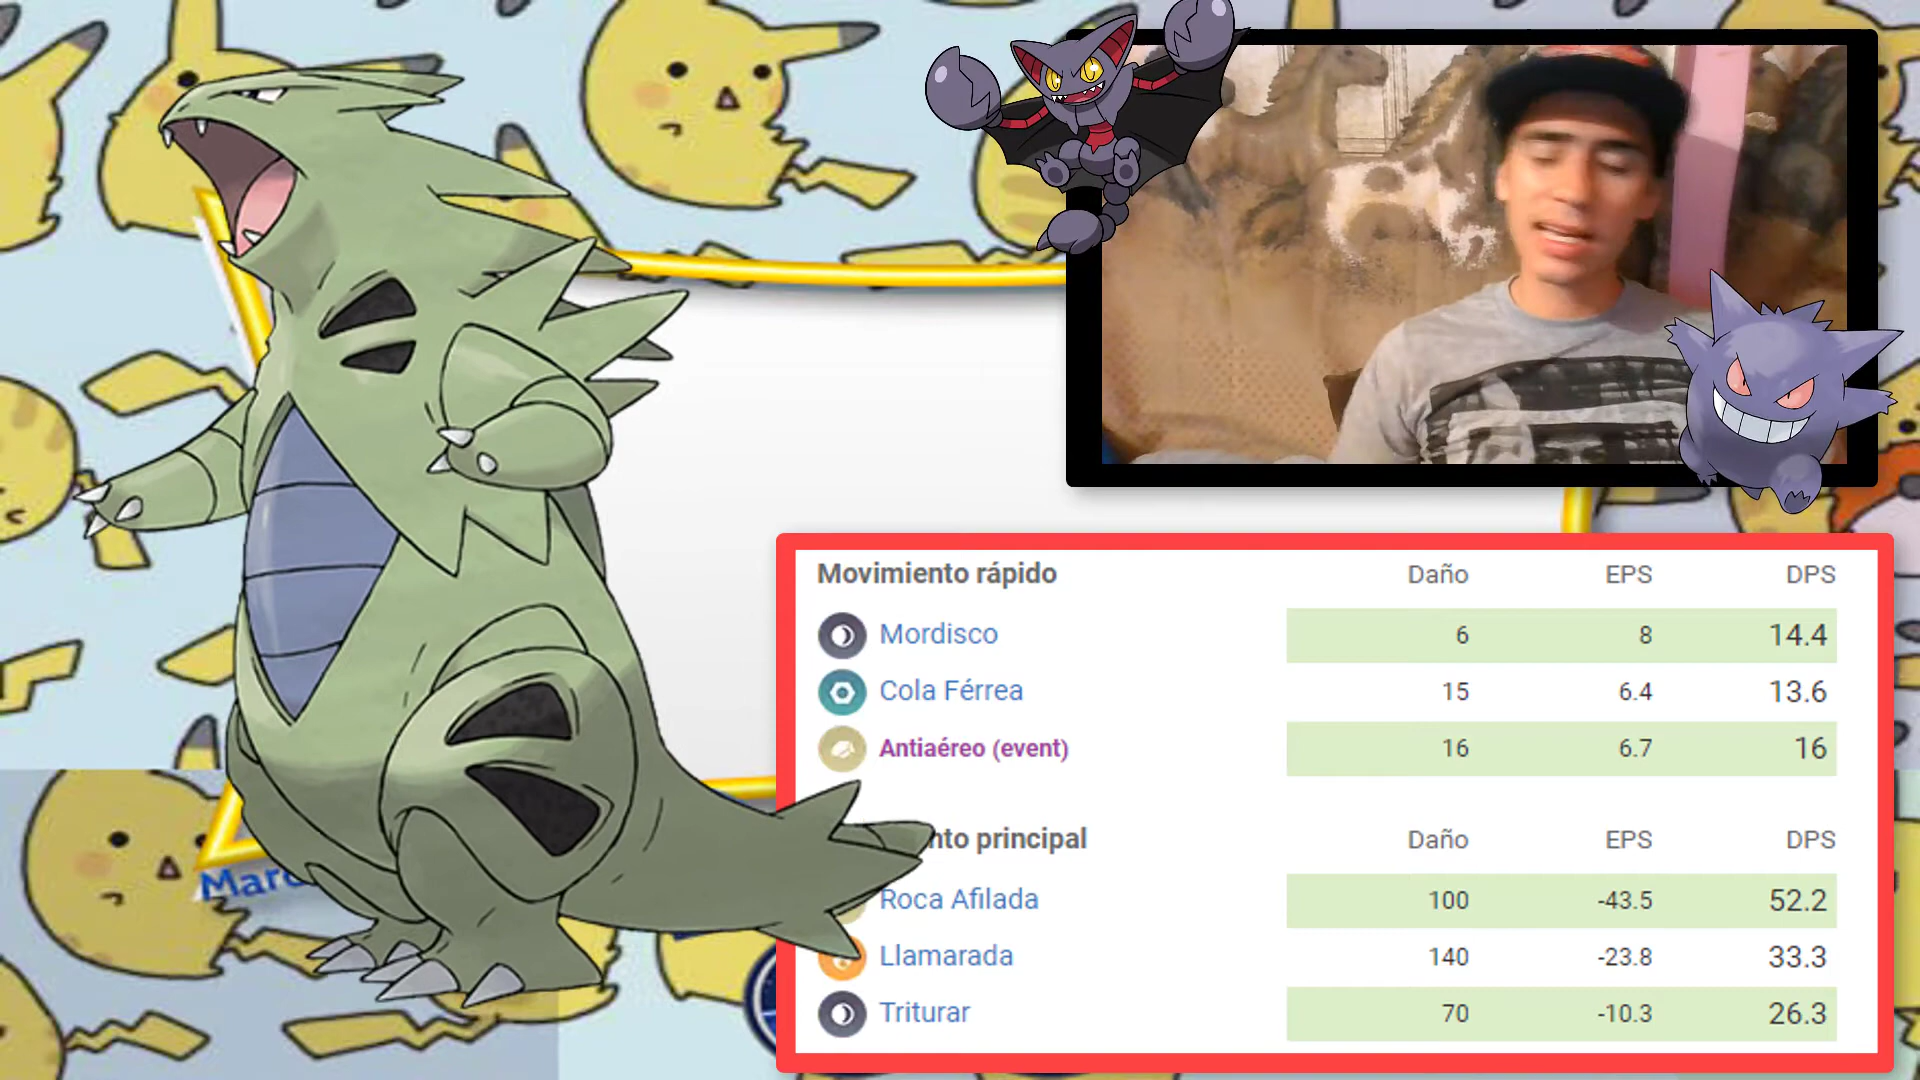 Movimiento rápido Daño EPS DPS
Mordisco 6 8 14.4
Cola Férrea 15 6.4 13.6
Antiaéreo (event) 16 6.7 16
nto principal Daño EPS DPS
Roca Afilada 100 -43.5 52.2
Llamarada 140 -23.8 33.3
Triturar 70 -10.3 26.3
Marc